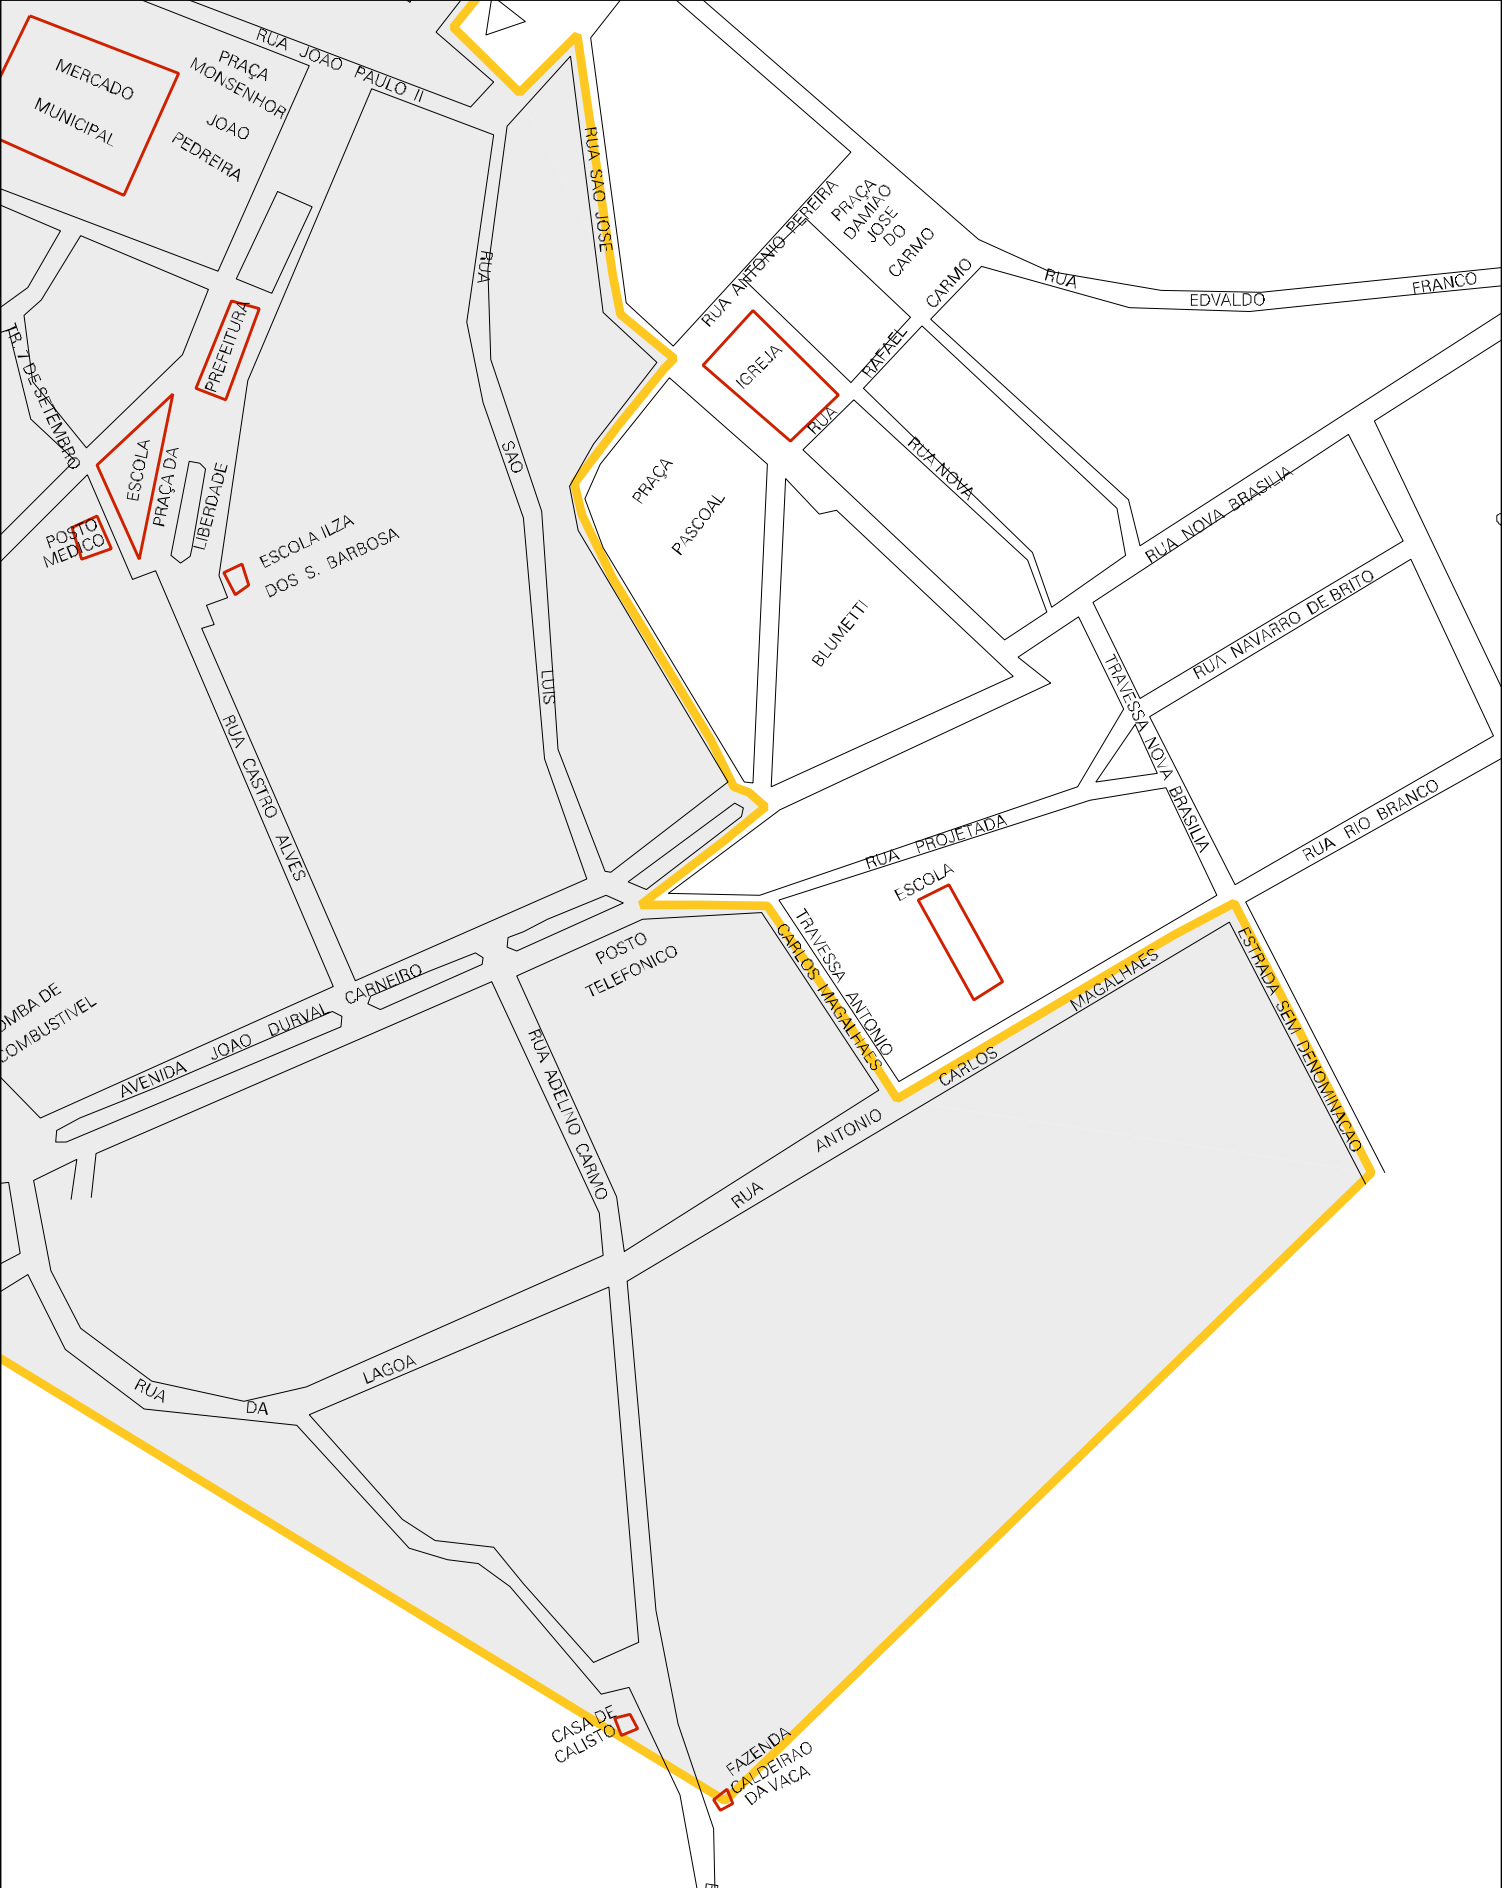 RUA JOAO PAULO II
MERCADO
MUNICIPAL
PRAÇA
MONSENHOR
JOAO
PEDREIRA
RUA SAO JOSE
RUA ANTONIO PEREIRA
PRAÇA
DAMIAO
JOSE
DO
CARMO
RUA RAFAEL CARMO
RUA EDVALDO FRANCO
PREFEITURA
TR. 7 DE SETEMBRO
IGREJA
RUA SAO LUIS
ESCOLA
PRAÇA DA
LIBERDADE
POSTO
MEDICO
ESCOLA ILZA
DOS S. BARBOSA
PRAÇA
PASCOAL
BLUMETTI
RUA NOVA
RUA NOVA BRASILIA
RUA NAVARRO DE BRITO
TRAVESSA NOVA BRASILIA
RUA CASTRO ALVES
RUA PROJETADA
RUA RIO BRANCO
ESCOLA
TRAVESSA ANTONIO
CARLOS MAGALHAES
POSTO
TELEFONICO
AVENIDA JOAO DURVAL CARNEIRO
OMBA DE
COMBUSTIVEL
RUA ADELINO CARMO
RUA ANTONIO CARLOS MAGALHAES
ESTRADA SEM DENOMINACAO
RUA DA LAGOA
CASA DE
CALISTO
FAZENDA
CALDEIRAO
DA VACA